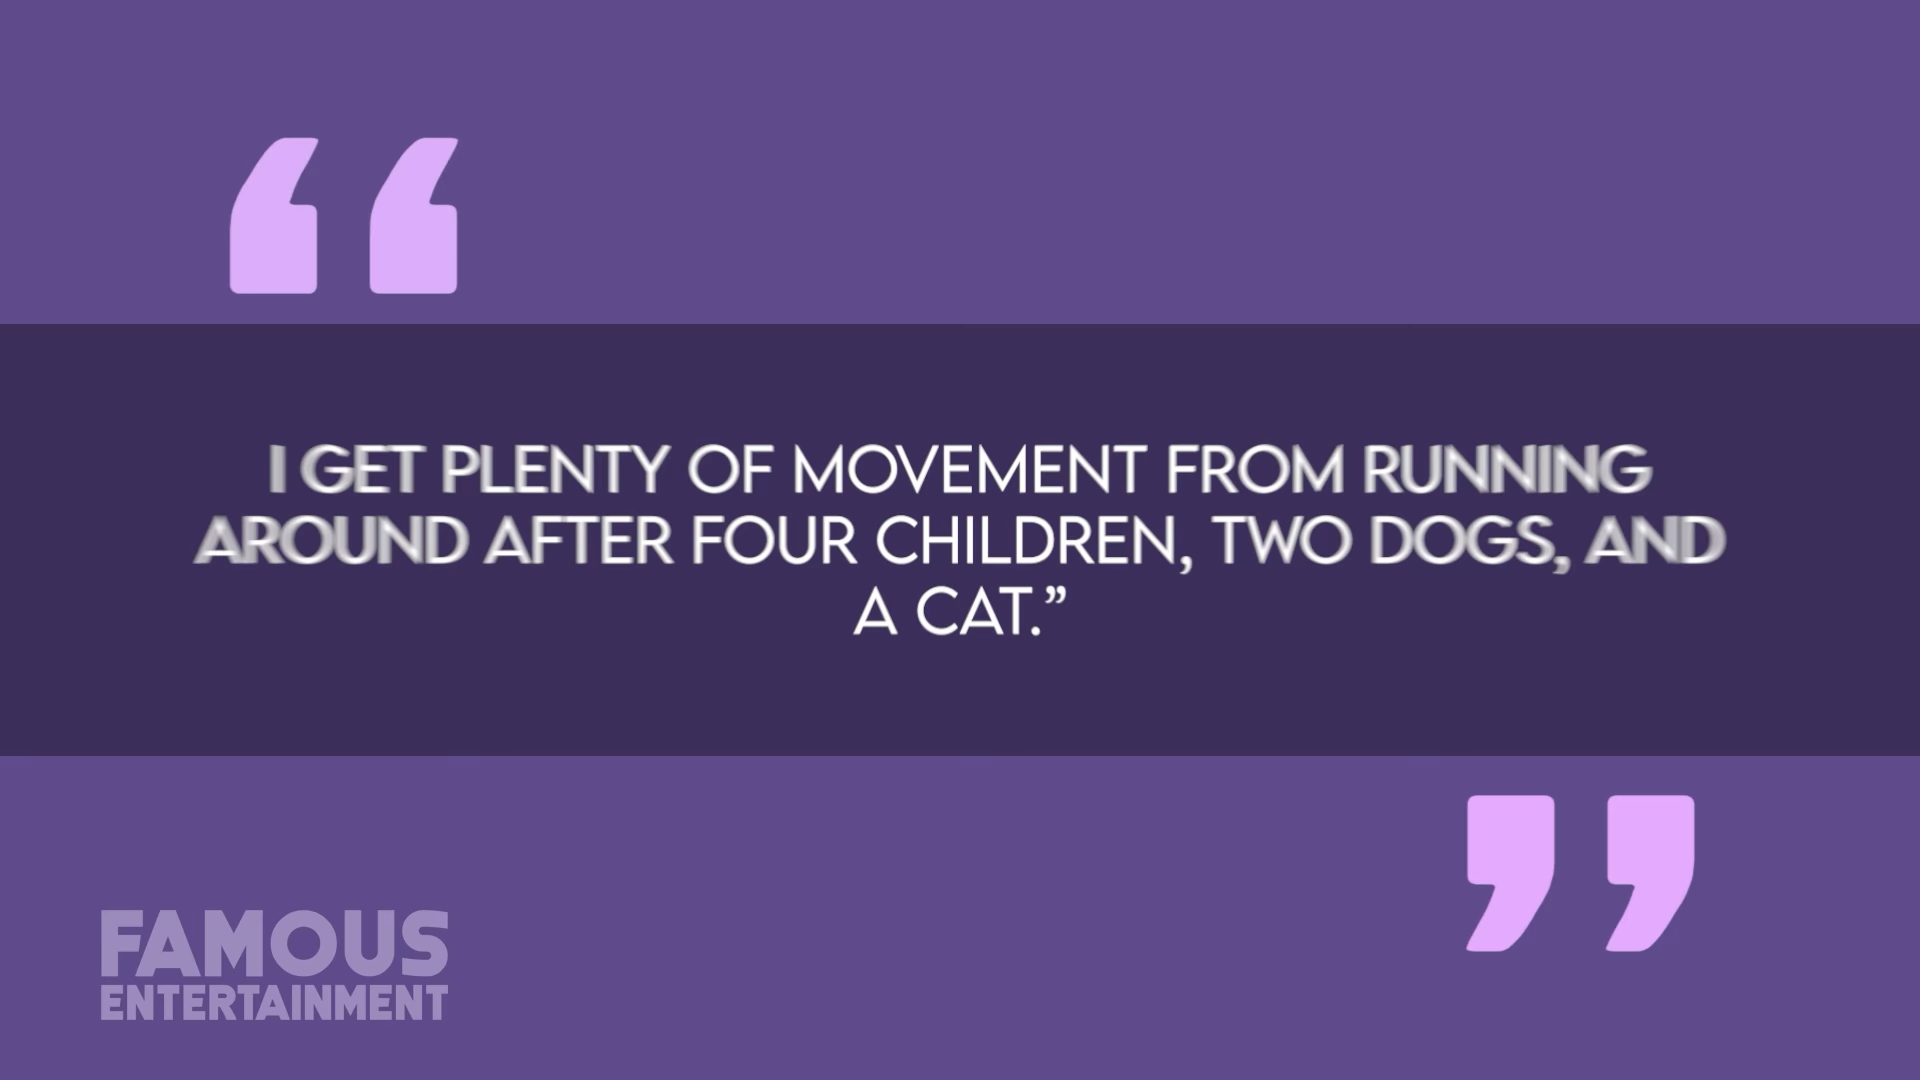 “
I GET PLENTY OF MOVEMENT FROM RUNNING
AROUND AFTER FOUR CHILDREN, TWO DOGS, AND
A CAT.”
”
FAMOUS
ENTERTAINMENT